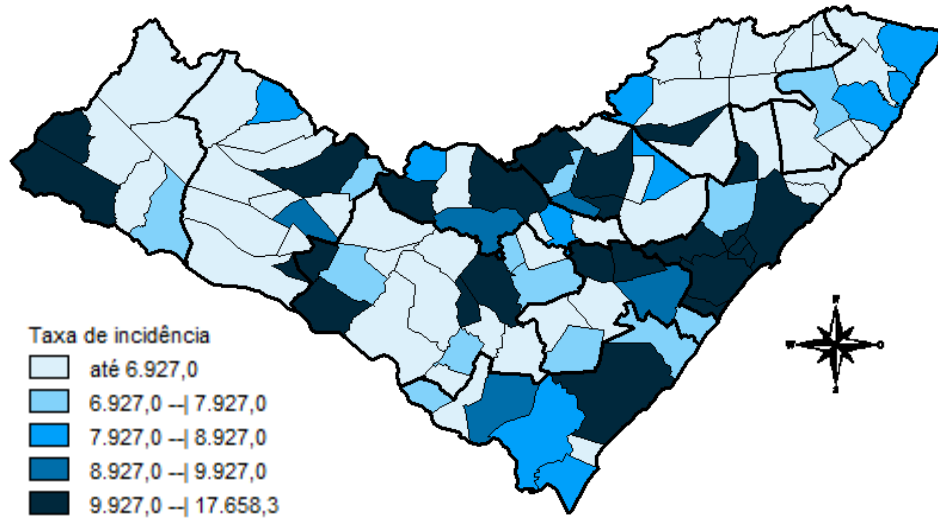 Taxa de incidência
até 6.927,0
6.927,0 --| 7.927,0
7.927,0 --| 8.927,0
8.927,0 --| 9.927,0
9.927,0 --| 17.658,3
W
O
S